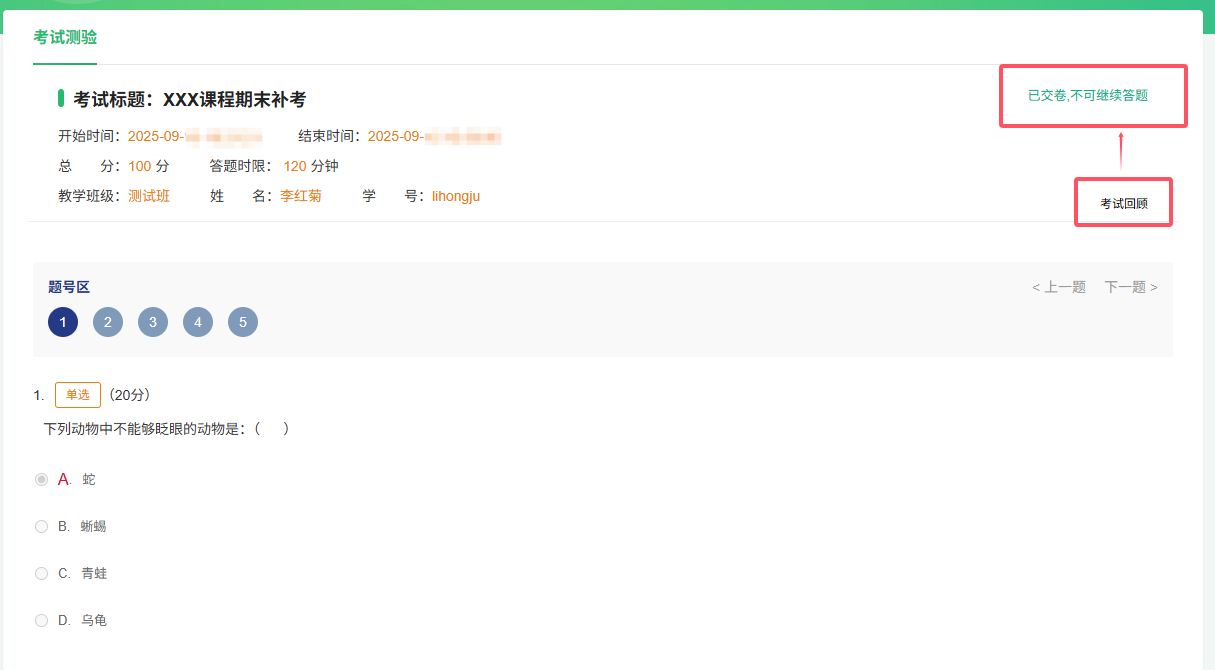 考试测验
考试标题：XXX课程期末补考
已交卷,不可继续答题
开始时间：2025-09- 结束时间：2025-09-
总 分：100 分 答题时限： 120 分钟
教学班级：测试班 姓 名：李红菊 学 号：lihongju
考试回顾
题号区 < 上一题 下一题 >
1 2 3 4 5
1. 单选 （20分）
下列动物中不能够眨眼的动物是：（ ）
A. 蛇
B. 蜥蜴
C. 青蛙
D. 乌龟